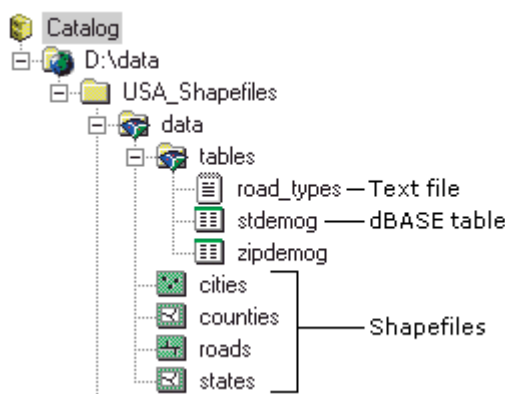 Catalog
D:\data
USA_Shapefiles
data
tables
road_types Text file
stdemog dBASE table
zipdemog
cities
counties
Shapefiles
roads
states